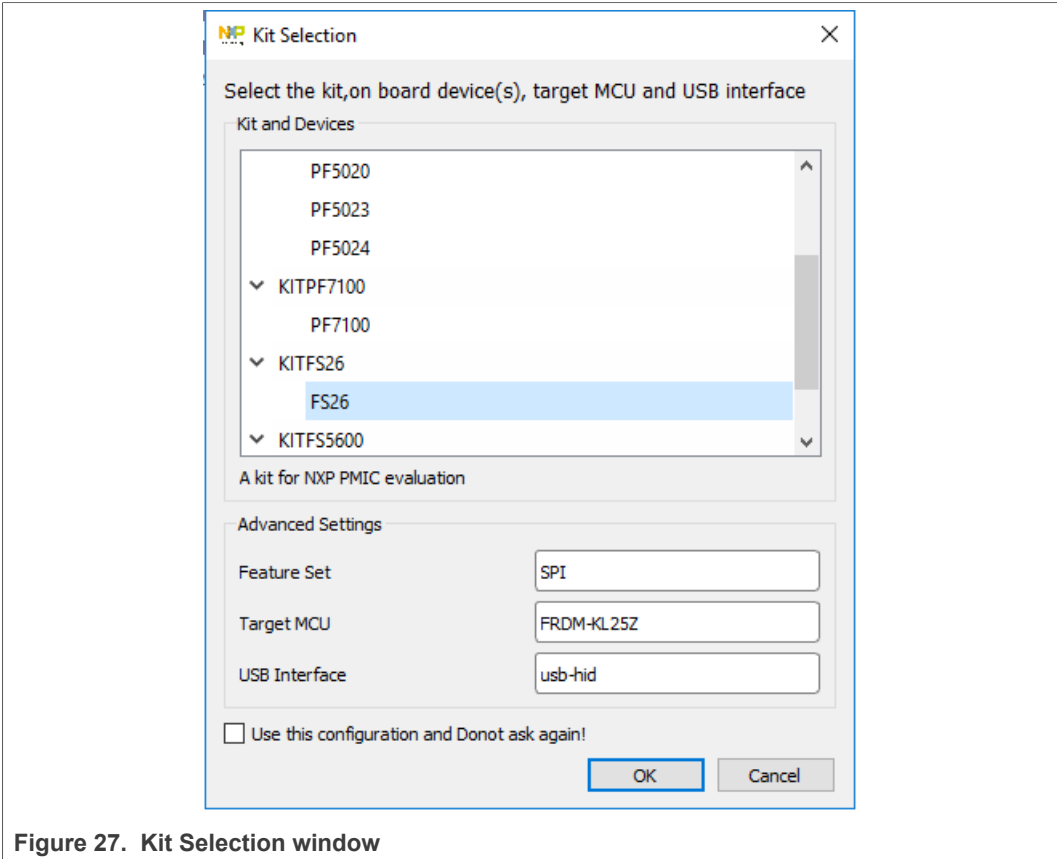 NXP Kit Selection
Select the kit,on board device(s), target MCU and USB interface
Kit and Devices
PF5020
PF5023
PF5024
KITPF7100
PF7100
KITFS26
FS26
KITFS5600
A kit for NXP PMIC evaluation
Advanced Settings
Feature Set SPI
Target MCU FRDM-KL25Z
USB Interface usb-hid
Use this configuration and Donot ask again!
OK Cancel
Figure 27. Kit Selection window